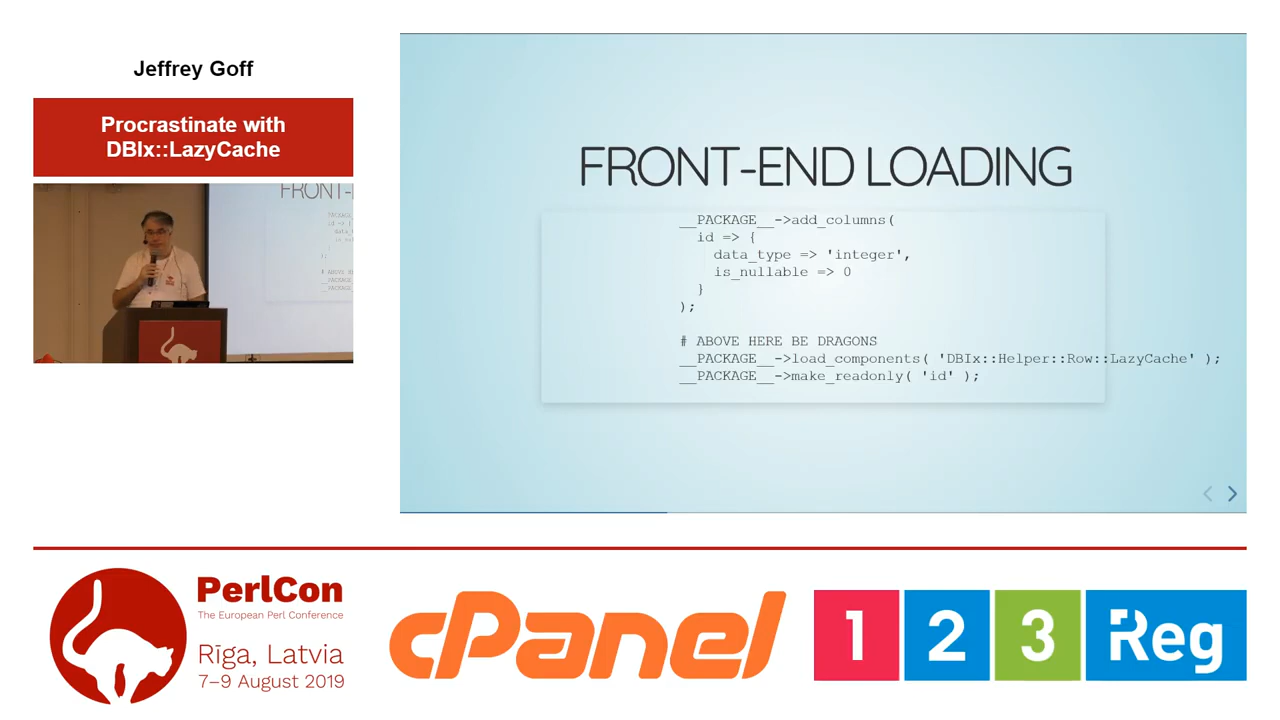 Jeffrey Goff
Procrastinate with
DBIx::LazyCache
FRONT-END LOADING
__PACKAGE__->add_columns(
id => {
data_type => 'integer',
is_nullable => 0
}
);
# ABOVE HERE BE DRAGONS
__PACKAGE__->load_components( 'DBIx::Helper::Row::LazyCache' );
__PACKAGE__->make_readonly( 'id' );
PerlCon
The European Perl Conference
Rīga, Latvia
7–9 August 2019
cPanel
1 2 3 Reg